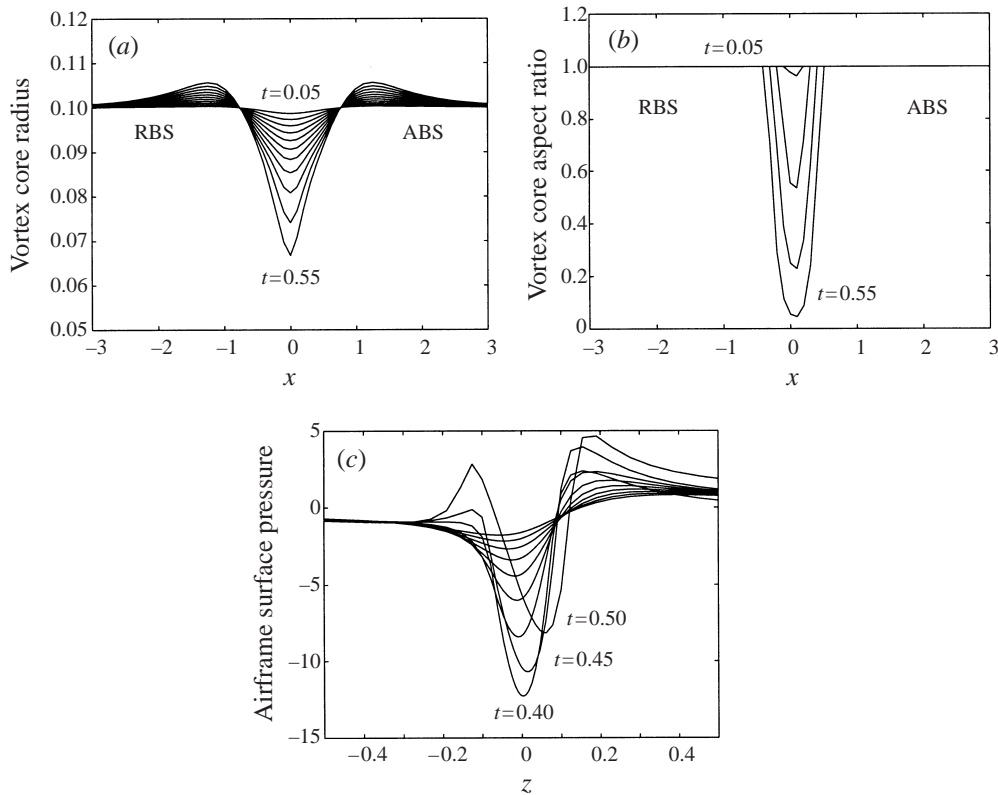 (a)
Vortex core radius
0.12
0.11
0.10
0.09
0.08
0.07
0.06
0.05
t=0.05
RBS
ABS
t=0.55
–3
–2
–1
0
1
2
3
x
(b)
Vortex core aspect ratio
1.2
1.0
0.8
0.6
0.4
0.2
0
t=0.05
RBS
ABS
t=0.55
–3
–2
–1
0
1
2
3
x
(c)
Airframe surface pressure
5
0
–5
–10
–15
t=0.50
t=0.45
t=0.40
–0.4
–0.2
0
0.2
0.4
z